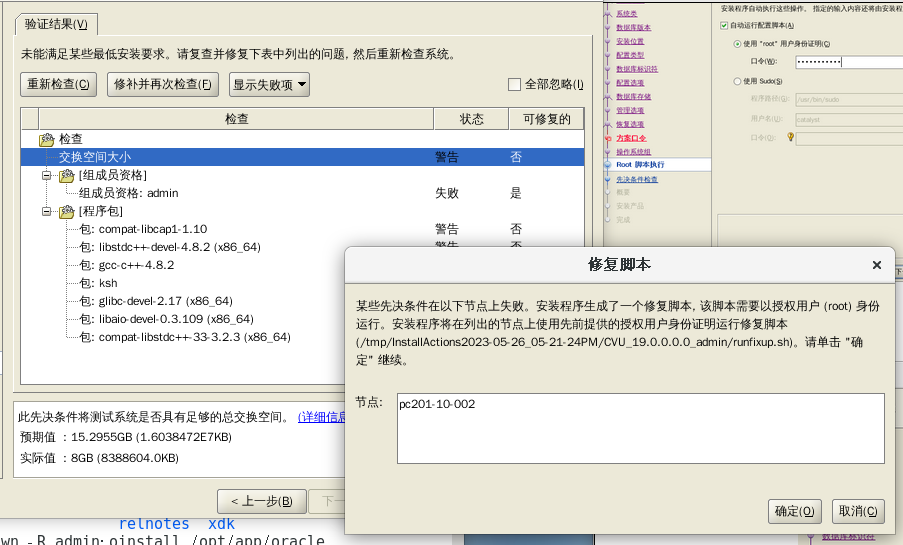 验证结果(V)
未能满足某些最低安装要求。请复查并修复下表中列出的问题, 然后重新检查系统。
重新检查(C) 修补并再次检查(F) 显示失败项 全部忽略(I)
检查 状态 可修复的
检查
交换空间大小 警告 否
[组成员资格]
组成员资格: admin 失败 是
[程序包]
包: compat-libcap1-1.10 警告 否
包: libstdc++-devel-4.8.2 (x86_64) 警告 否
包: gcc-c++-4.8.2
包: ksh
包: glibc-devel-2.17 (x86_64)
包: libaio-devel-0.3.109 (x86_64)
包: compat-libstdc++-33-3.2.3 (x86_64)
此先决条件将测试系统是否具有足够的总交换空间。 (详细信息
预期值 : 15.2955GB (1.6038472E7KB)
实际值 : 8GB (8388604.0KB)
< 上一步(B) 下一
relnotes xdk
wn -R admin:oinstall /opt/app/oracle
系统类
数据库版本
安装位置
配置类型
数据库标识符
配置选项
数据库存储
管理选项
恢复选项
方案口令
操作系统组
Root 脚本执行
先决条件检查
概要
安装产品
完成
安装程序自动执行这些操作。 指定的输入内容还将由安装程
自动运行配置脚本(A)
使用 "root" 用户身份证明(C)
口令(W):
使用 Sudo(S)
程序路径(G): /usr/bin/sudo
用户名(U): catalyst
口令(O):
修复脚本
某些先决条件在以下节点上失败。安装程序生成了一个修复脚本, 该脚本需要以授权用户 (root) 身份
运行。安装程序将在列出的节点上使用先前提供的授权用户身份证明运行修复脚本
(/tmp/InstallActions2023-05-26_05-21-24PM/CVU_19.0.0.0.0_admin/runfixup.sh)。请单击 "确
定" 继续。
节点: pc201-10-002
确定(O) 取消(C)
数据库标识符